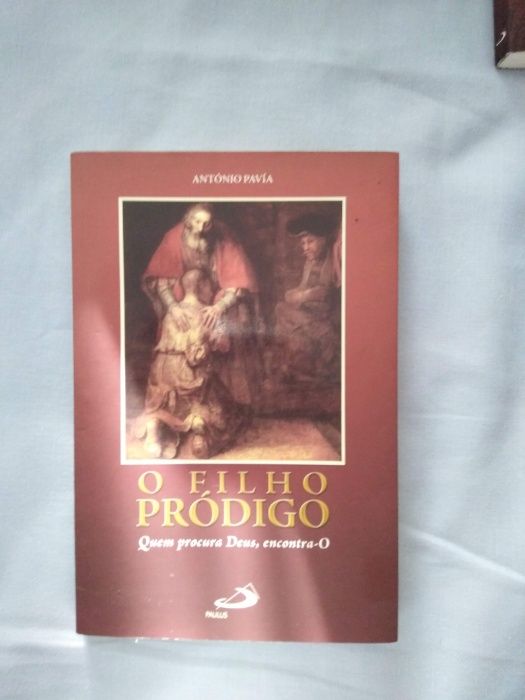 ANTÓNIO PAVÍA
O FILHO
PRÓDIGO
Quem procura Deus, encontra-O
PAULUS